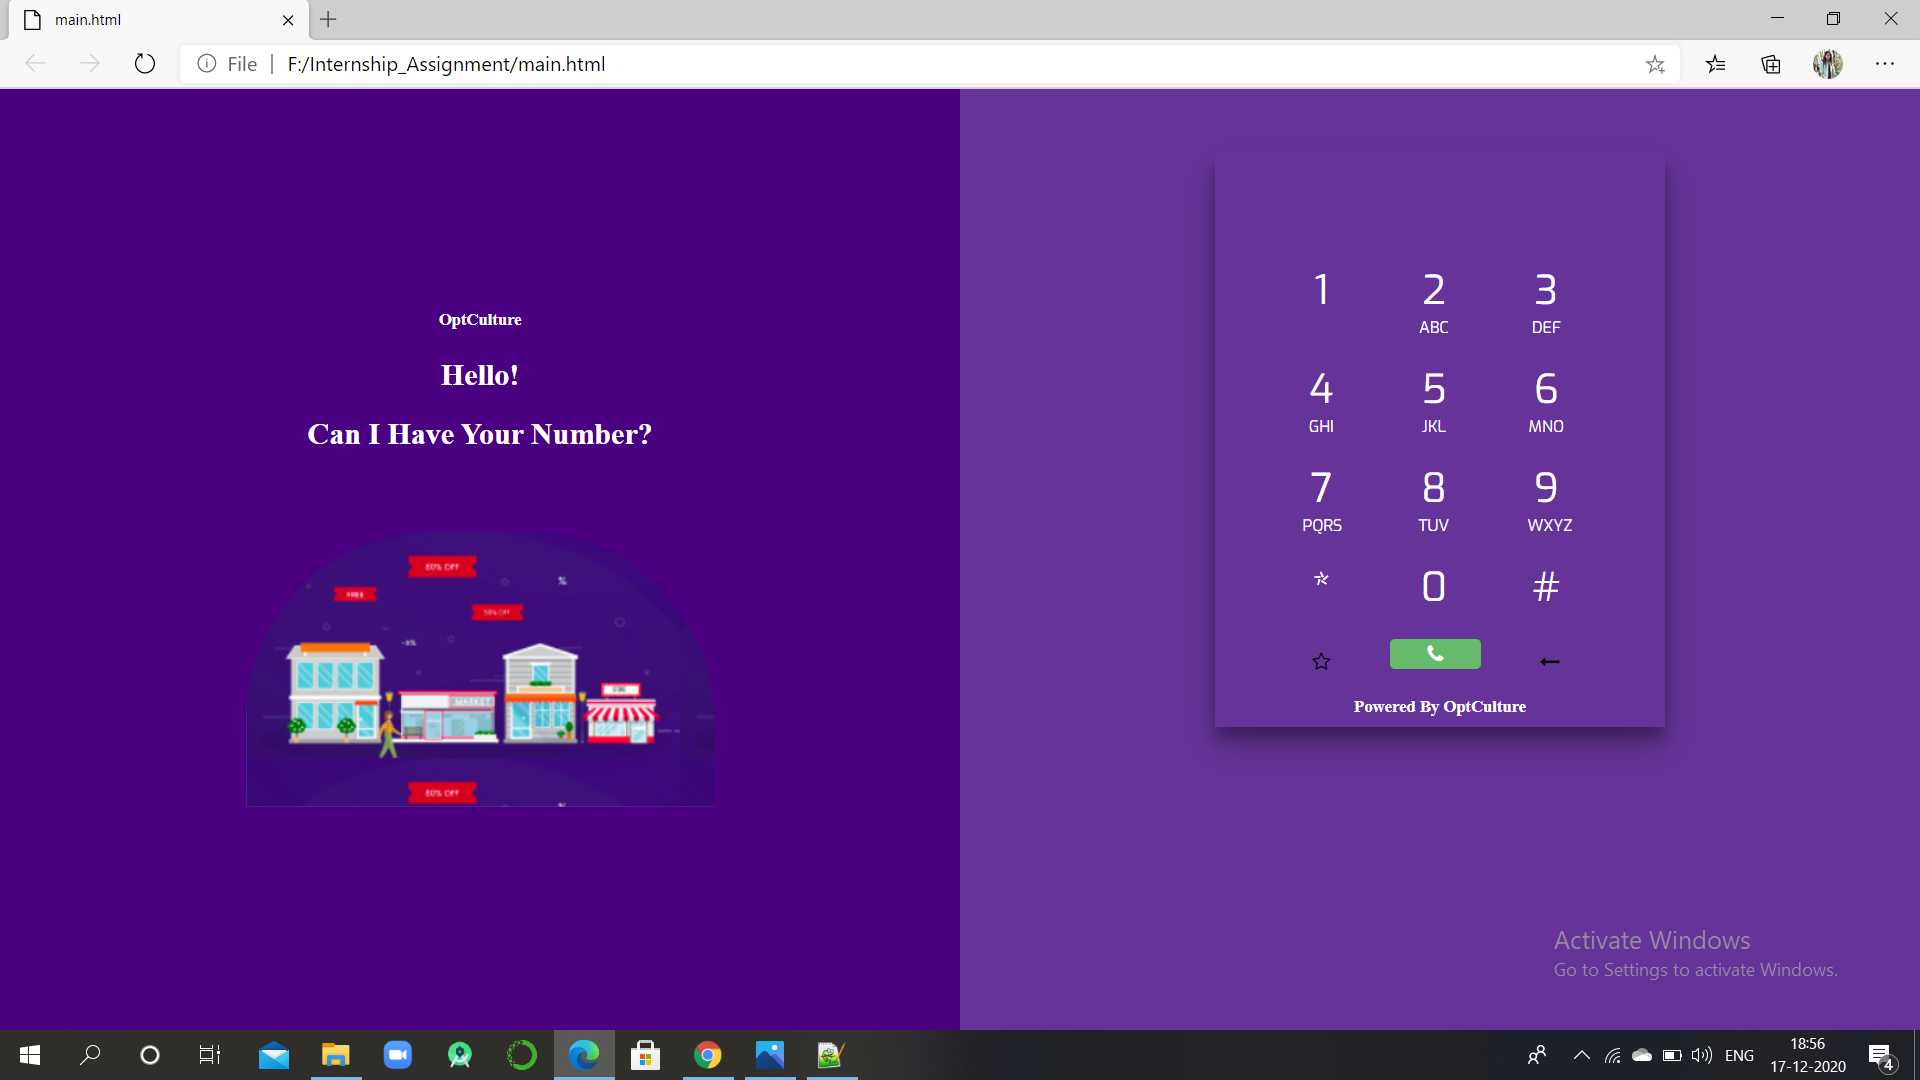 main.html
File
F:/Internship_Assignment/main.html
OptCulture
Hello!
Can I Have Your Number?
60% OFF
FREE
50% OFF
%
MARKET
60% OFF
%
1 2 3
ABC DEF
4 5 6
GHI JKL MNO
7 8 9
PQRS TUV WXYZ
* 0 #
Powered By OptCulture
Activate Windows
Go to Settings to activate Windows.
ENG
18:56
17-12-2020
4